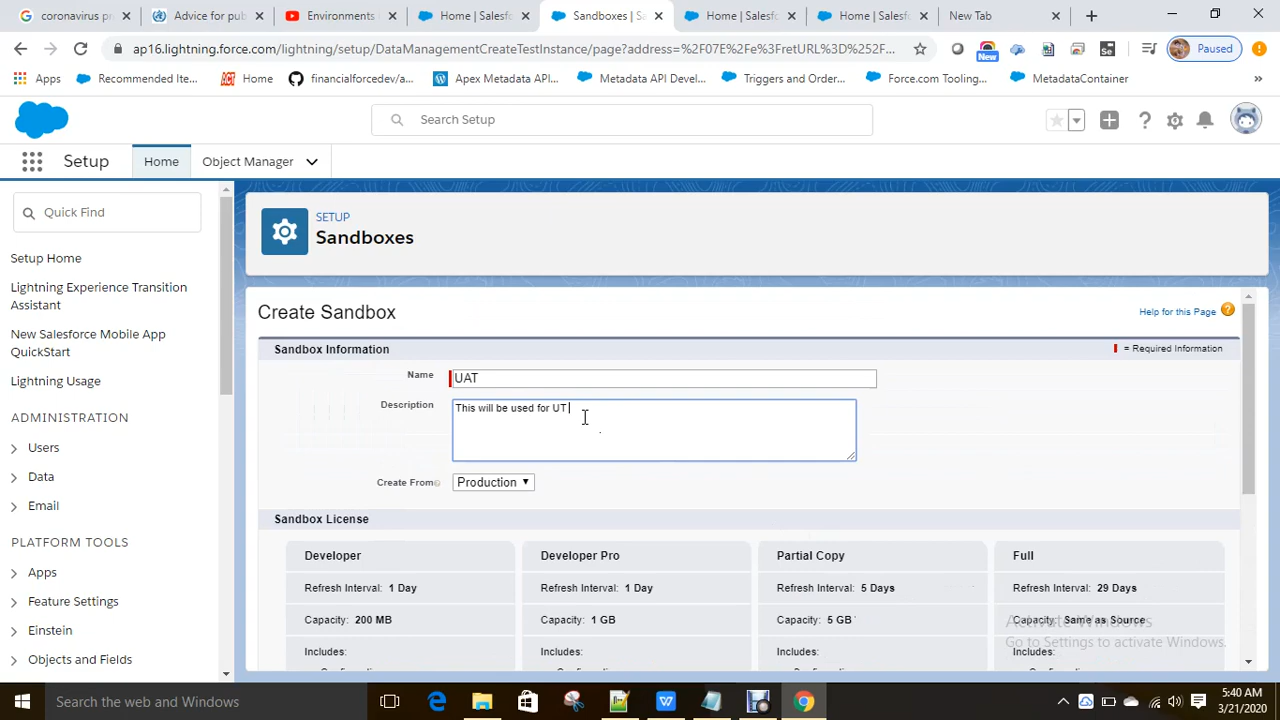 coronavirus pr
Advice for pub
Environments
Home | Salesf
Sandboxes | Sa
Home | Salesfo
Home | Salesfo
New Tab
ap16.lightning.force.com/lightning/setup/DataManagementCreateTestInstance/page?address=%2F07E%2Fe%3FretURL%3D%252F...
New
Se
Paused
Apps
Recommended Ite...
ACT
Home
financialforcedev/a...
Apex Metadata API...
Metadata API Devel...
Triggers and Order...
Force.com Tooling...
MetadataContainer
»
Search Setup
Setup
Home
Object Manager
Quick Find
Setup Home
Lightning Experience Transition
Assistant
New Salesforce Mobile App
QuickStart
Lightning Usage
ADMINISTRATION
Users
Data
Email
PLATFORM TOOLS
Apps
Feature Settings
Einstein
Objects and Fields
SETUP
Sandboxes
Create Sandbox
Help for this Page
Sandbox Information
= Required Information
Name
UAT
Description
This will be used for UT
Create From
Production
Sandbox License
Developer
Developer Pro
Partial Copy
Full
Refresh Interval: 1 Day
Refresh Interval: 1 Day
Refresh Interval: 5 Days
Refresh Interval: 29 Days
Capacity: 200 MB
Capacity: 1 GB
Capacity: 5 GB
Capacity: Same as Source
Includes:
Includes:
Includes:
Includes:
Activate Windows
Go to Settings to activate Windows.
Search the web and Windows
5:40 AM
3/21/2020